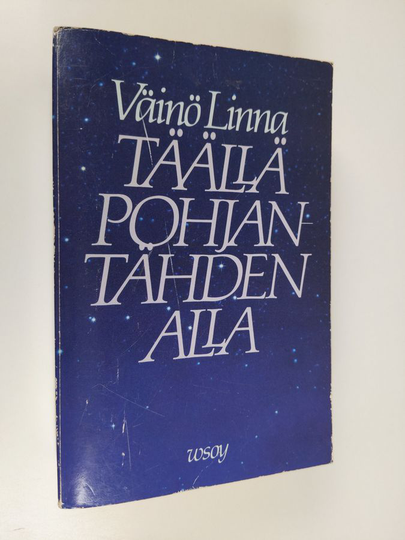 Väinö Linna
TÄÄLLÄ
POHJAN-
TÄHDEN
ALLA
wsoy